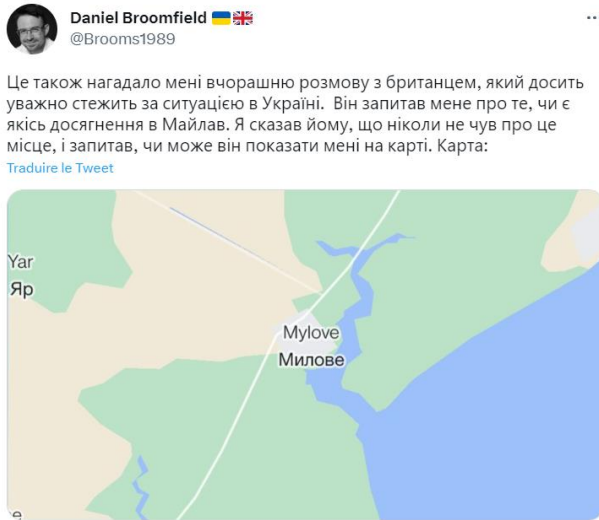 Daniel Broomfield 🇺🇦🇬🇧
@Brooms1989
Це також нагадало мені вчорашню розмову з британцем, який досить
уважно стежить за ситуацією в Україні.  Він запитав мене про те, чи є
якісь досягнення в Майлав. Я сказав йому, що ніколи не чув про це
місце, і запитав, чи може він показати мені на карті. Карта:
Traduire le Tweet
Yar
Яр
Mylove
Милове
e